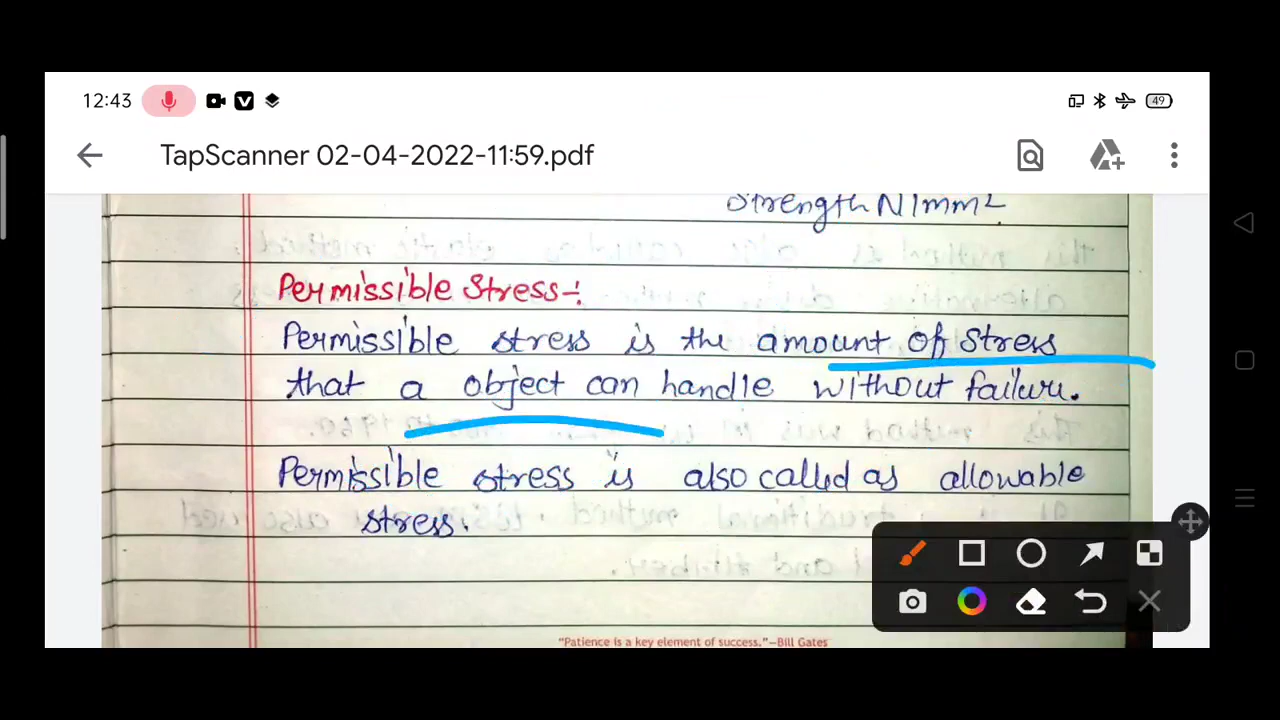 12:43 49
TapScanner 02-04-2022-11:59.pdf
Strength N/mm2
Permissible Stress-:
Permissible stress is the amount of Stress
that a object can handle without failure.
Permissible stress is also called as allowable
stress.
"Patience is a key element of success."—Bill Gates